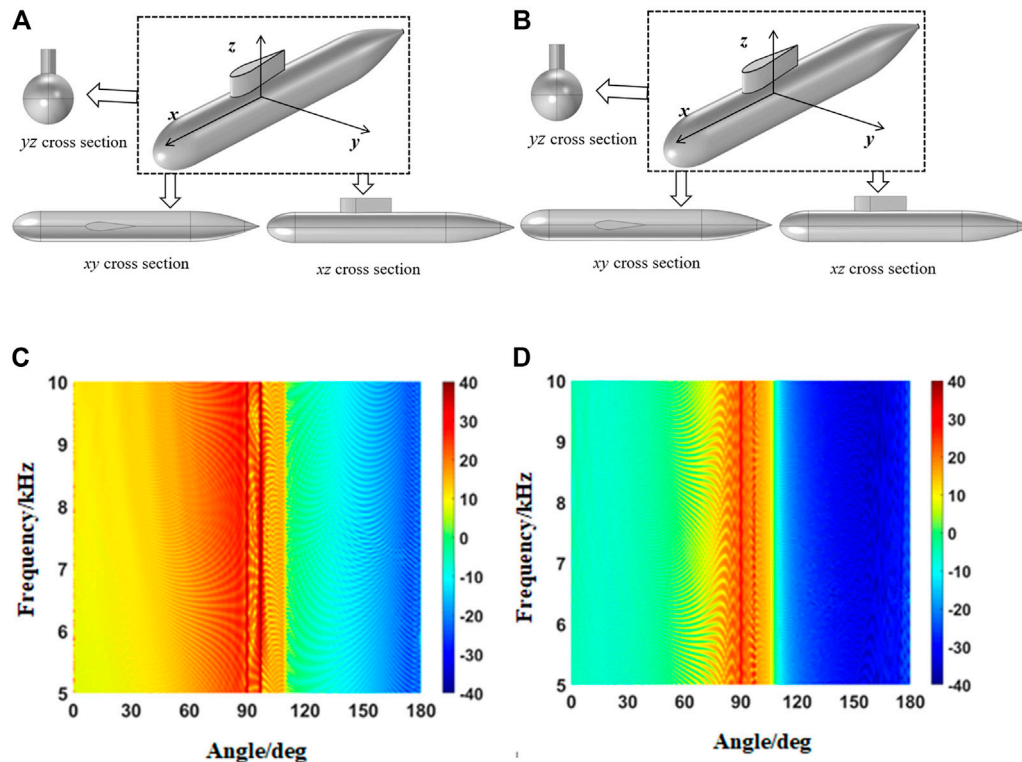 A
z
x
y
yz cross section
xy cross section
xz cross section
B
z
x
y
yz cross section
xy cross section
xz cross section
C
10
9
8
7
6
5
Frequency/kHz
0 30 60 90 120 150 180
Angle/deg
40
30
20
10
0
-10
-20
-30
-40
D
10
9
8
7
6
5
Frequency/kHz
0 30 60 90 120 150 180
Angle/deg
40
30
20
10
0
-10
-20
-30
-40